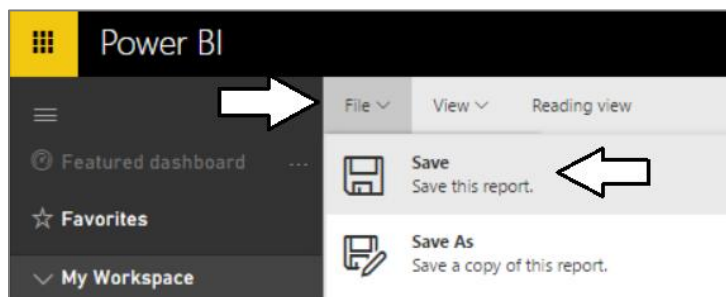 Power BI
File View Reading view
Featured dashboard ...
Save
Save this report.
Favorites
Save As
Save a copy of this report.
My Workspace